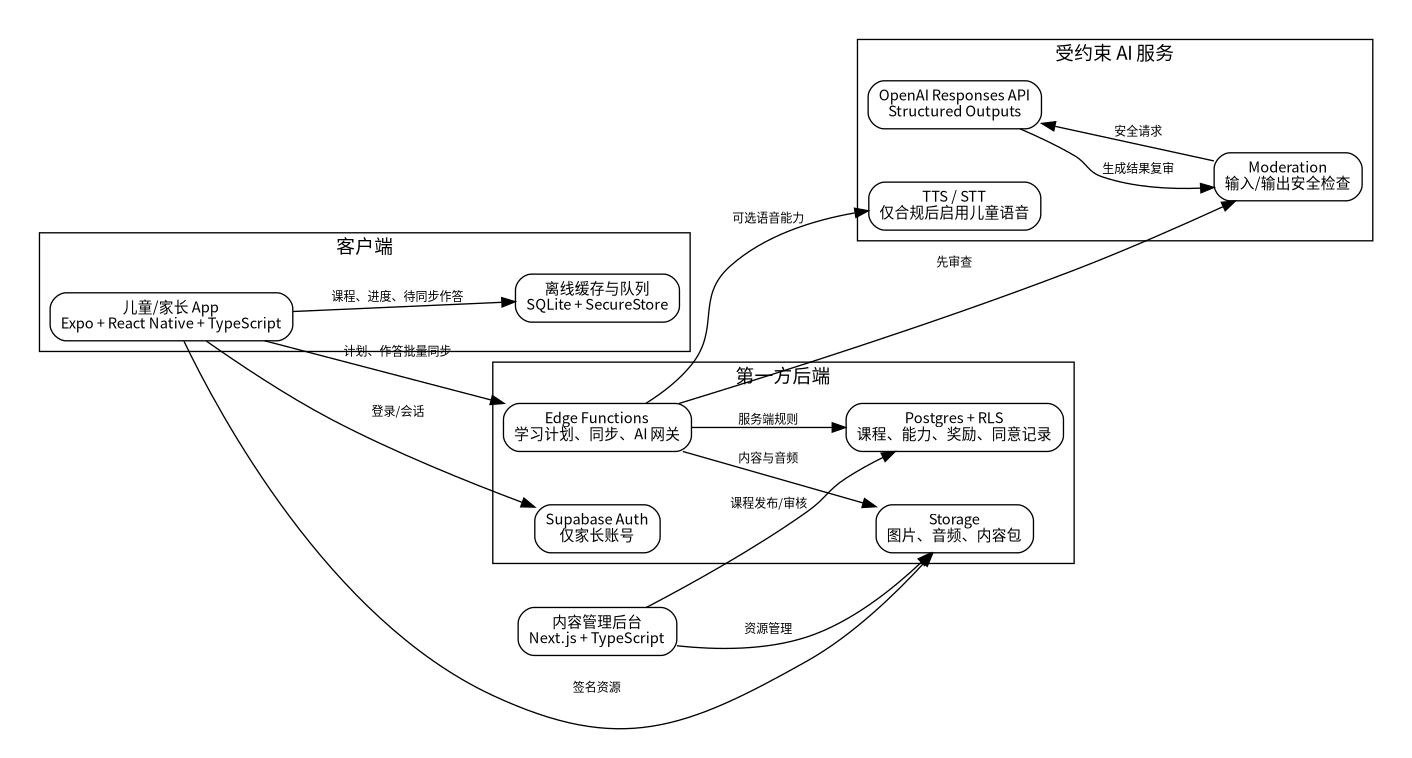 受约束 AI 服务
OpenAI Responses API
Structured Outputs
安全请求
Moderation
输入/输出安全检查
生成结果复审
TTS / STT
仅合规后启用儿童语音
可选语音能力
先审查
客户端
儿童/家长 App
Expo + React Native + TypeScript
课程、进度、待同步作答
离线缓存与队列
SQLite + SecureStore
计划、作答批量同步
登录/会话
第一方后端
Edge Functions
学习计划、同步、AI 网关
服务端规则
Postgres + RLS
课程、能力、奖励、同意记录
内容与音频
课程发布/审核
Supabase Auth
仅家长账号
Storage
图片、音频、内容包
内容管理后台
Next.js + TypeScript
资源管理
签名资源